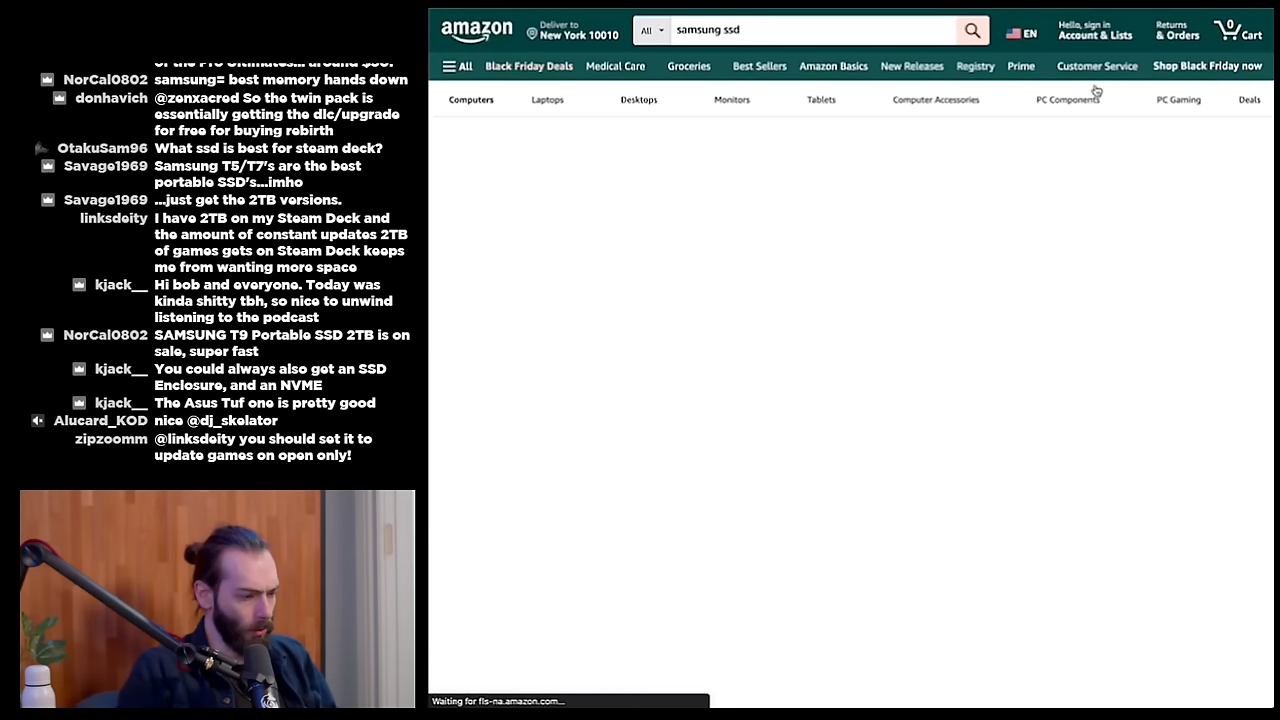 of the Pro Ultimates... around $60.
NorCal0802 samsung= best memory hands down
donhavich @zenxacred So the twin pack is
essentially getting the dlc/upgrade
for free for buying rebirth
OtakuSam96 What ssd is best for steam deck?
Savage1969 Samsung T5/T7's are the best
portable SSD's...imho
Savage1969 ...just get the 2TB versions.
linksdeity I have 2TB on my Steam Deck and
the amount of constant updates 2TB
of games gets on Steam Deck keeps
me from wanting more space
kjack__ Hi bob and everyone. Today was
kinda shitty tbh, so nice to unwind
listening to the podcast
NorCal0802 SAMSUNG T9 Portable SSD 2TB is on
sale, super fast
kjack__ You could always also get an SSD
Enclosure, and an NVME
kjack__ The Asus Tuf one is pretty good
Alucard_KOD nice @dj_skelator
zipzoomm @linksdeity you should set it to
update games on open only!
amazon
Deliver to
New York 10010
All
samsung ssd
EN
Hello, sign in
Account & Lists
Returns
& Orders
0
Cart
All Black Friday Deals Medical Care Groceries Best Sellers Amazon Basics New Releases Registry Prime Customer Service Shop Black Friday now
Computers Laptops Desktops Monitors Tablets Computer Accessories PC Components PC Gaming Deals
Waiting for fls-na.amazon.com...